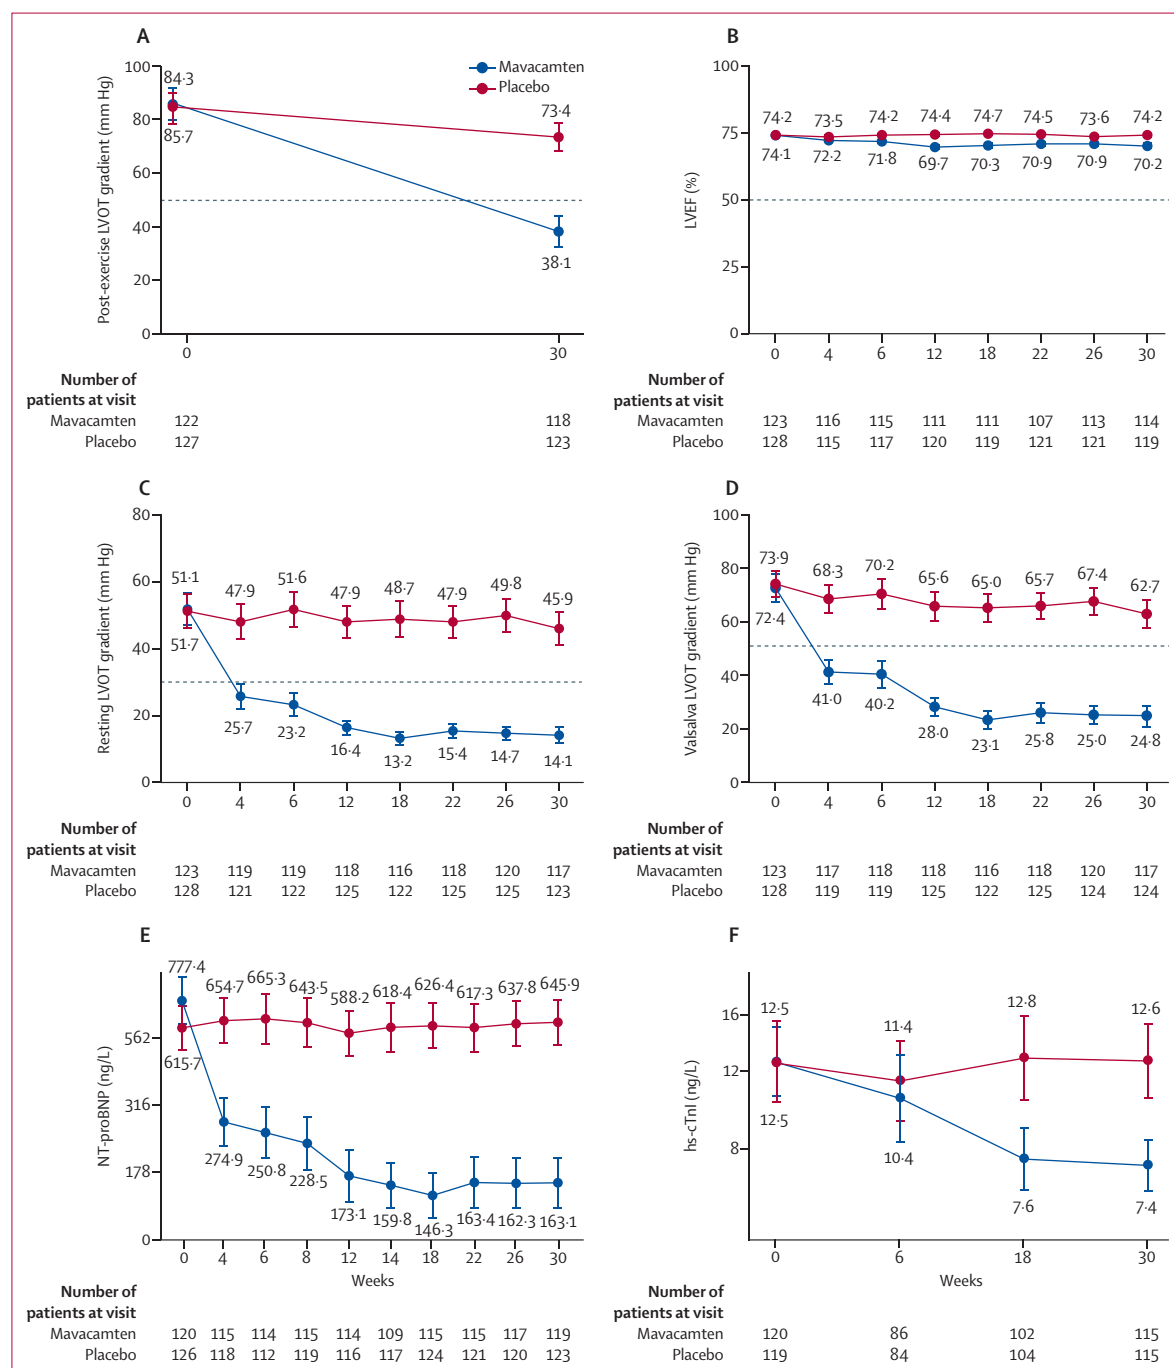 A
100
80
60
40
20
0
Post-exercise LVOT gradient (mm Hg)
84·3
85·7
73·4
38·1
Mavacamten
Placebo
0 30
Number of
patients at visit
Mavacamten 122 118
Placebo 127 123
B
100
75
50
25
0
LVEF (%)
74·2 73·5 74·2 74·4 74·7 74·5 73·6 74·2
74·1 72·2 71·8 69·7 70·3 70·9 70·9 70·2
0 4 6 12 18 22 26 30
Number of
patients at visit
Mavacamten 123 116 115 111 111 107 113 114
Placebo 128 115 117 120 119 121 121 119
C
80
60
40
20
0
Resting LVOT gradient (mm Hg)
51·1 47·9 51·6 47·9 48·7 47·9 49·8 45·9
51·7 25·7 23·2 16·4 13·2 15·4 14·7 14·1
0 4 6 12 18 22 26 30
Number of
patients at visit
Mavacamten 123 119 119 118 116 118 120 117
Placebo 128 121 122 125 122 125 125 123
D
100
80
60
40
20
0
Valsalva LVOT gradient (mm Hg)
73·9 68·3 70·2 65·6 65·0 65·7 67·4 62·7
72·4 41·0 40·2 28·0 23·1 25·8 25·0 24·8
0 4 6 12 18 22 26 30
Number of
patients at visit
Mavacamten 123 117 118 118 116 118 120 117
Placebo 128 119 119 125 122 125 124 124
E
562
316
178
0
NT-proBNP (ng/L)
777·4 654·7 665·3 643·5 588·2 618·4 626·4 617·3 637·8 645·9
615·7 274·9 250·8 228·5 173·1 159·8 146·3 163·4 162·3 163·1
0 4 6 8 12 14 18 22 26 30
Weeks
Number of
patients at visit
Mavacamten 120 115 114 115 114 109 115 115 117 119
Placebo 126 118 112 119 116 117 124 121 120 123
F
16
12
8
hs-cTnI (ng/L)
12·5 11·4 12·8 12·6
12·5 10·4 7·6 7·4
0 6 18 30
Weeks
Number of
patients at visit
Mavacamten 120 86 102 115
Placebo 119 84 104 115